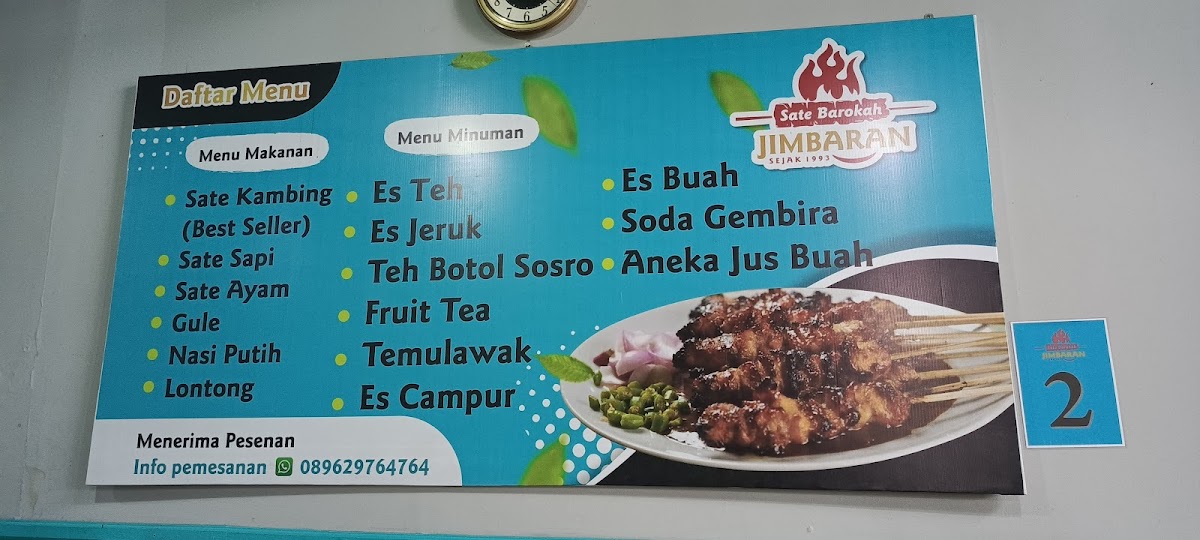 Daftar Menu
Sate Barokah
JIMBARAN
SEJAK 1993
Menu Makanan
Sate Kambing
(Best Seller)
Sate Sapi
Sate Ayam
Gule
Nasi Putih
Lontong
Menu Minuman
Es Teh
Es Jeruk
Teh Botol Sosro
Fruit Tea
Temulawak
Es Campur
Es Buah
Soda Gembira
Aneka Jus Buah
Menerima Pesenan
Info pemesanan 089629764764
JIMBARAN
2